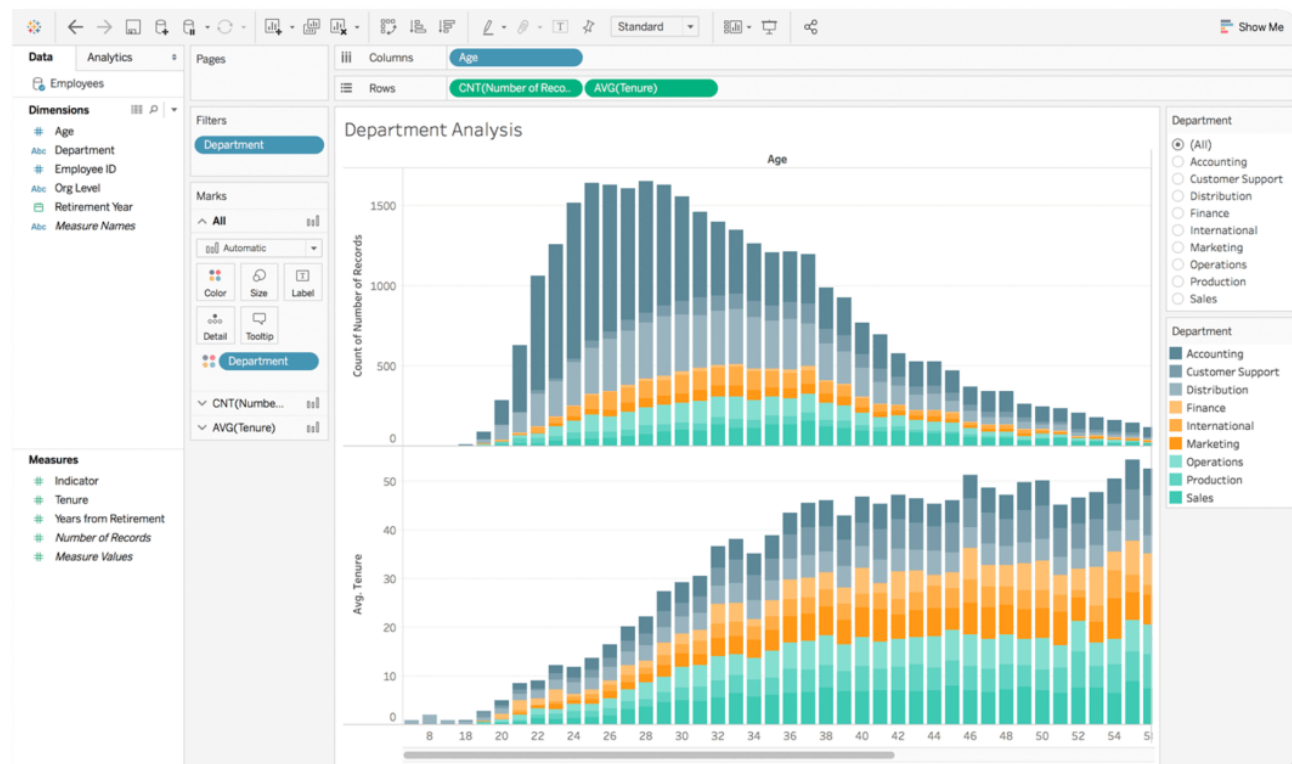 Standard
Show Me
Data
Analytics
Employees
Dimensions
Age
Abc Department
Employee ID
Abc Org Level
Retirement Year
Abc Measure Names
Measures
Indicator
Tenure
Years from Retirement
Number of Records
Measure Values
Pages
Filters
Department
Marks
All
Automatic
Color
Size
Label
Detail
Tooltip
Department
CNT(Numbe...
AVG(Tenure)
Columns
Age
Rows
CNT(Number of Reco..
AVG(Tenure)
Department Analysis
Age
Count of Number of Records
1500
1000
500
0
Avg. Tenure
50
40
30
20
10
0
8 18 20 22 24 26 28 30 32 34 36 38 40 42 44 46 48 50 52 54
Department
(All)
Accounting
Customer Support
Distribution
Finance
International
Marketing
Operations
Production
Sales
Department
Accounting
Customer Support
Distribution
Finance
International
Marketing
Operations
Production
Sales